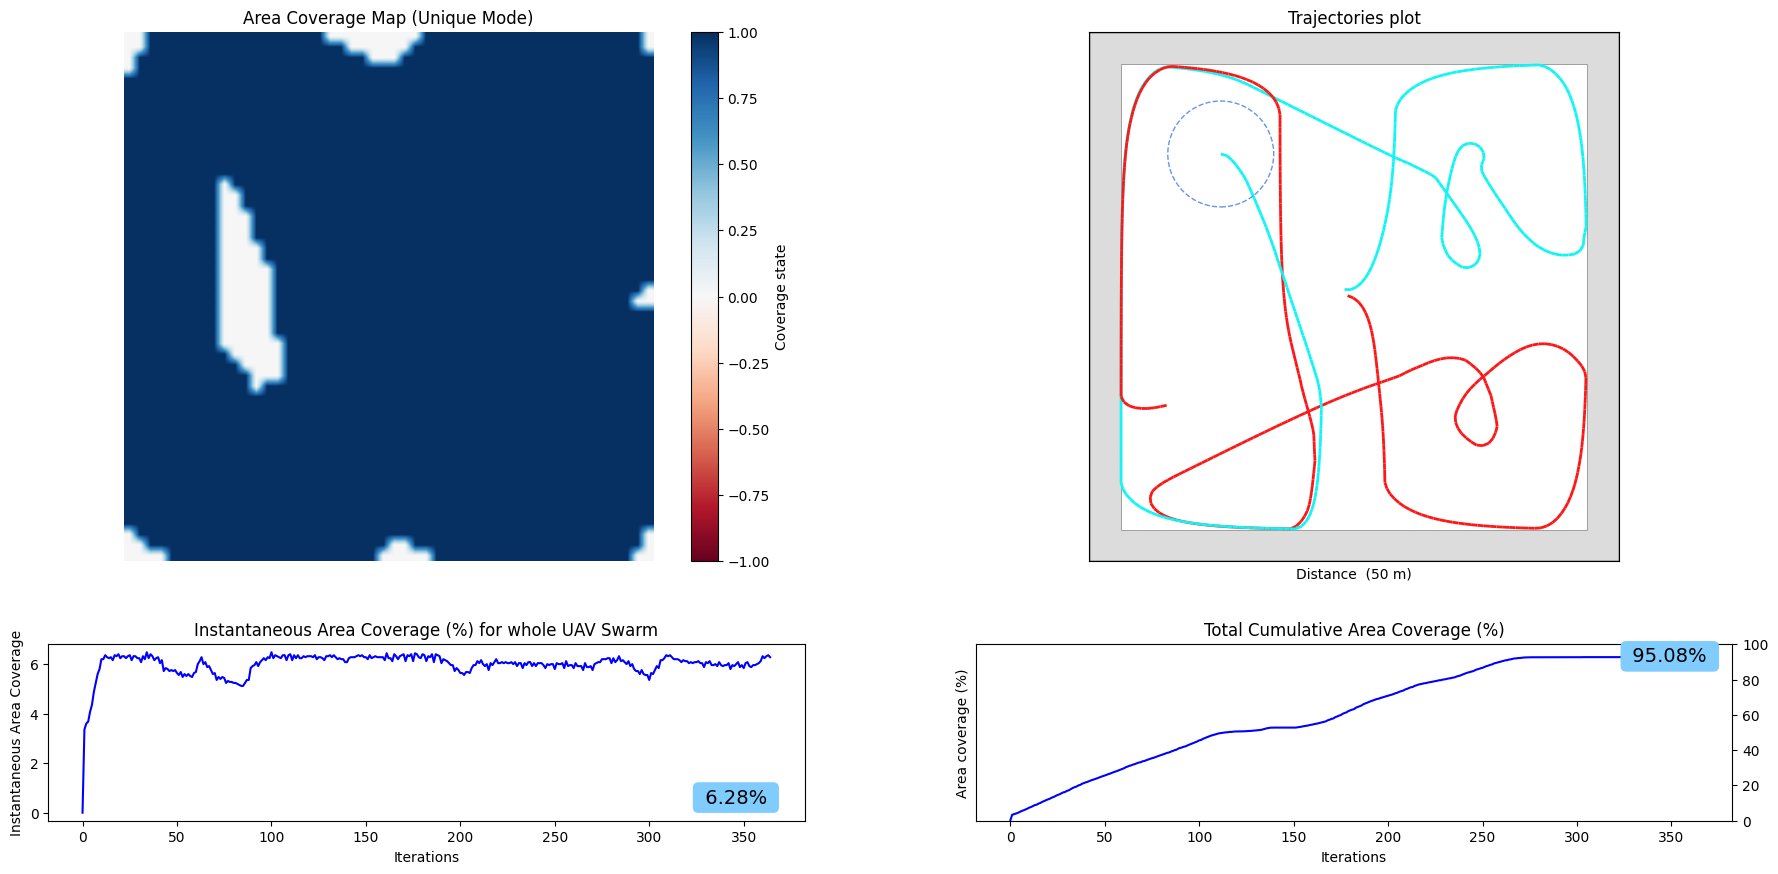 Area Coverage Map (Unique Mode)
1.00
0.75
0.50
0.25
0.00
−0.25
−0.50
−0.75
−1.00
Coverage state
Trajectories plot
Distance  (50 m)
Instantaneous Area Coverage (%) for whole UAV Swarm
Instantaneous Area Coverage
6
4
2
0
6.28%
0 50 100 150 200 250 300 350
Iterations
Total Cumulative Area Coverage (%)
Area coverage (%)
95.08%
100
80
60
40
20
0
0 50 100 150 200 250 300 350
Iterations